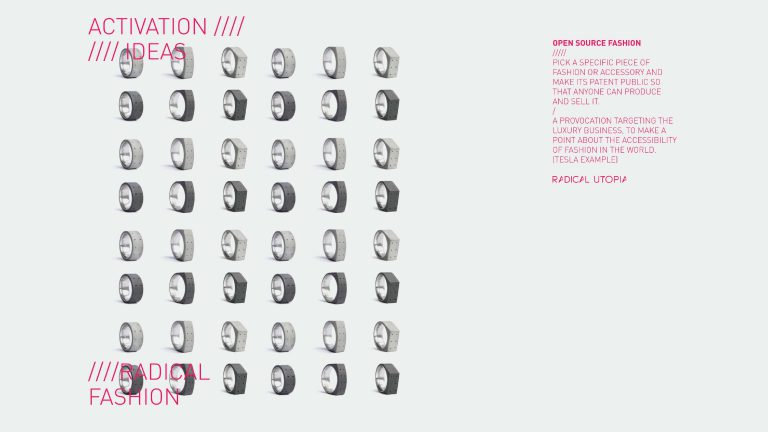 ACTIVATION ////
//// IDEAS
////RADICAL
FASHION
OPEN SOURCE FASHION
/////
PICK A SPECIFIC PIECE OF
FASHION OR ACCESSORY AND
MAKE ITS PATENT PUBLIC SO
THAT ANYONE CAN PRODUCE
AND SELL IT.
/
A PROVOCATION TARGETING THE
LUXURY BUSINESS, TO MAKE A
POINT ABOUT THE ACCESSIBILITY
OF FASHION IN THE WORLD.
(TESLA EXAMPLE)
RADICAL UTOPIA